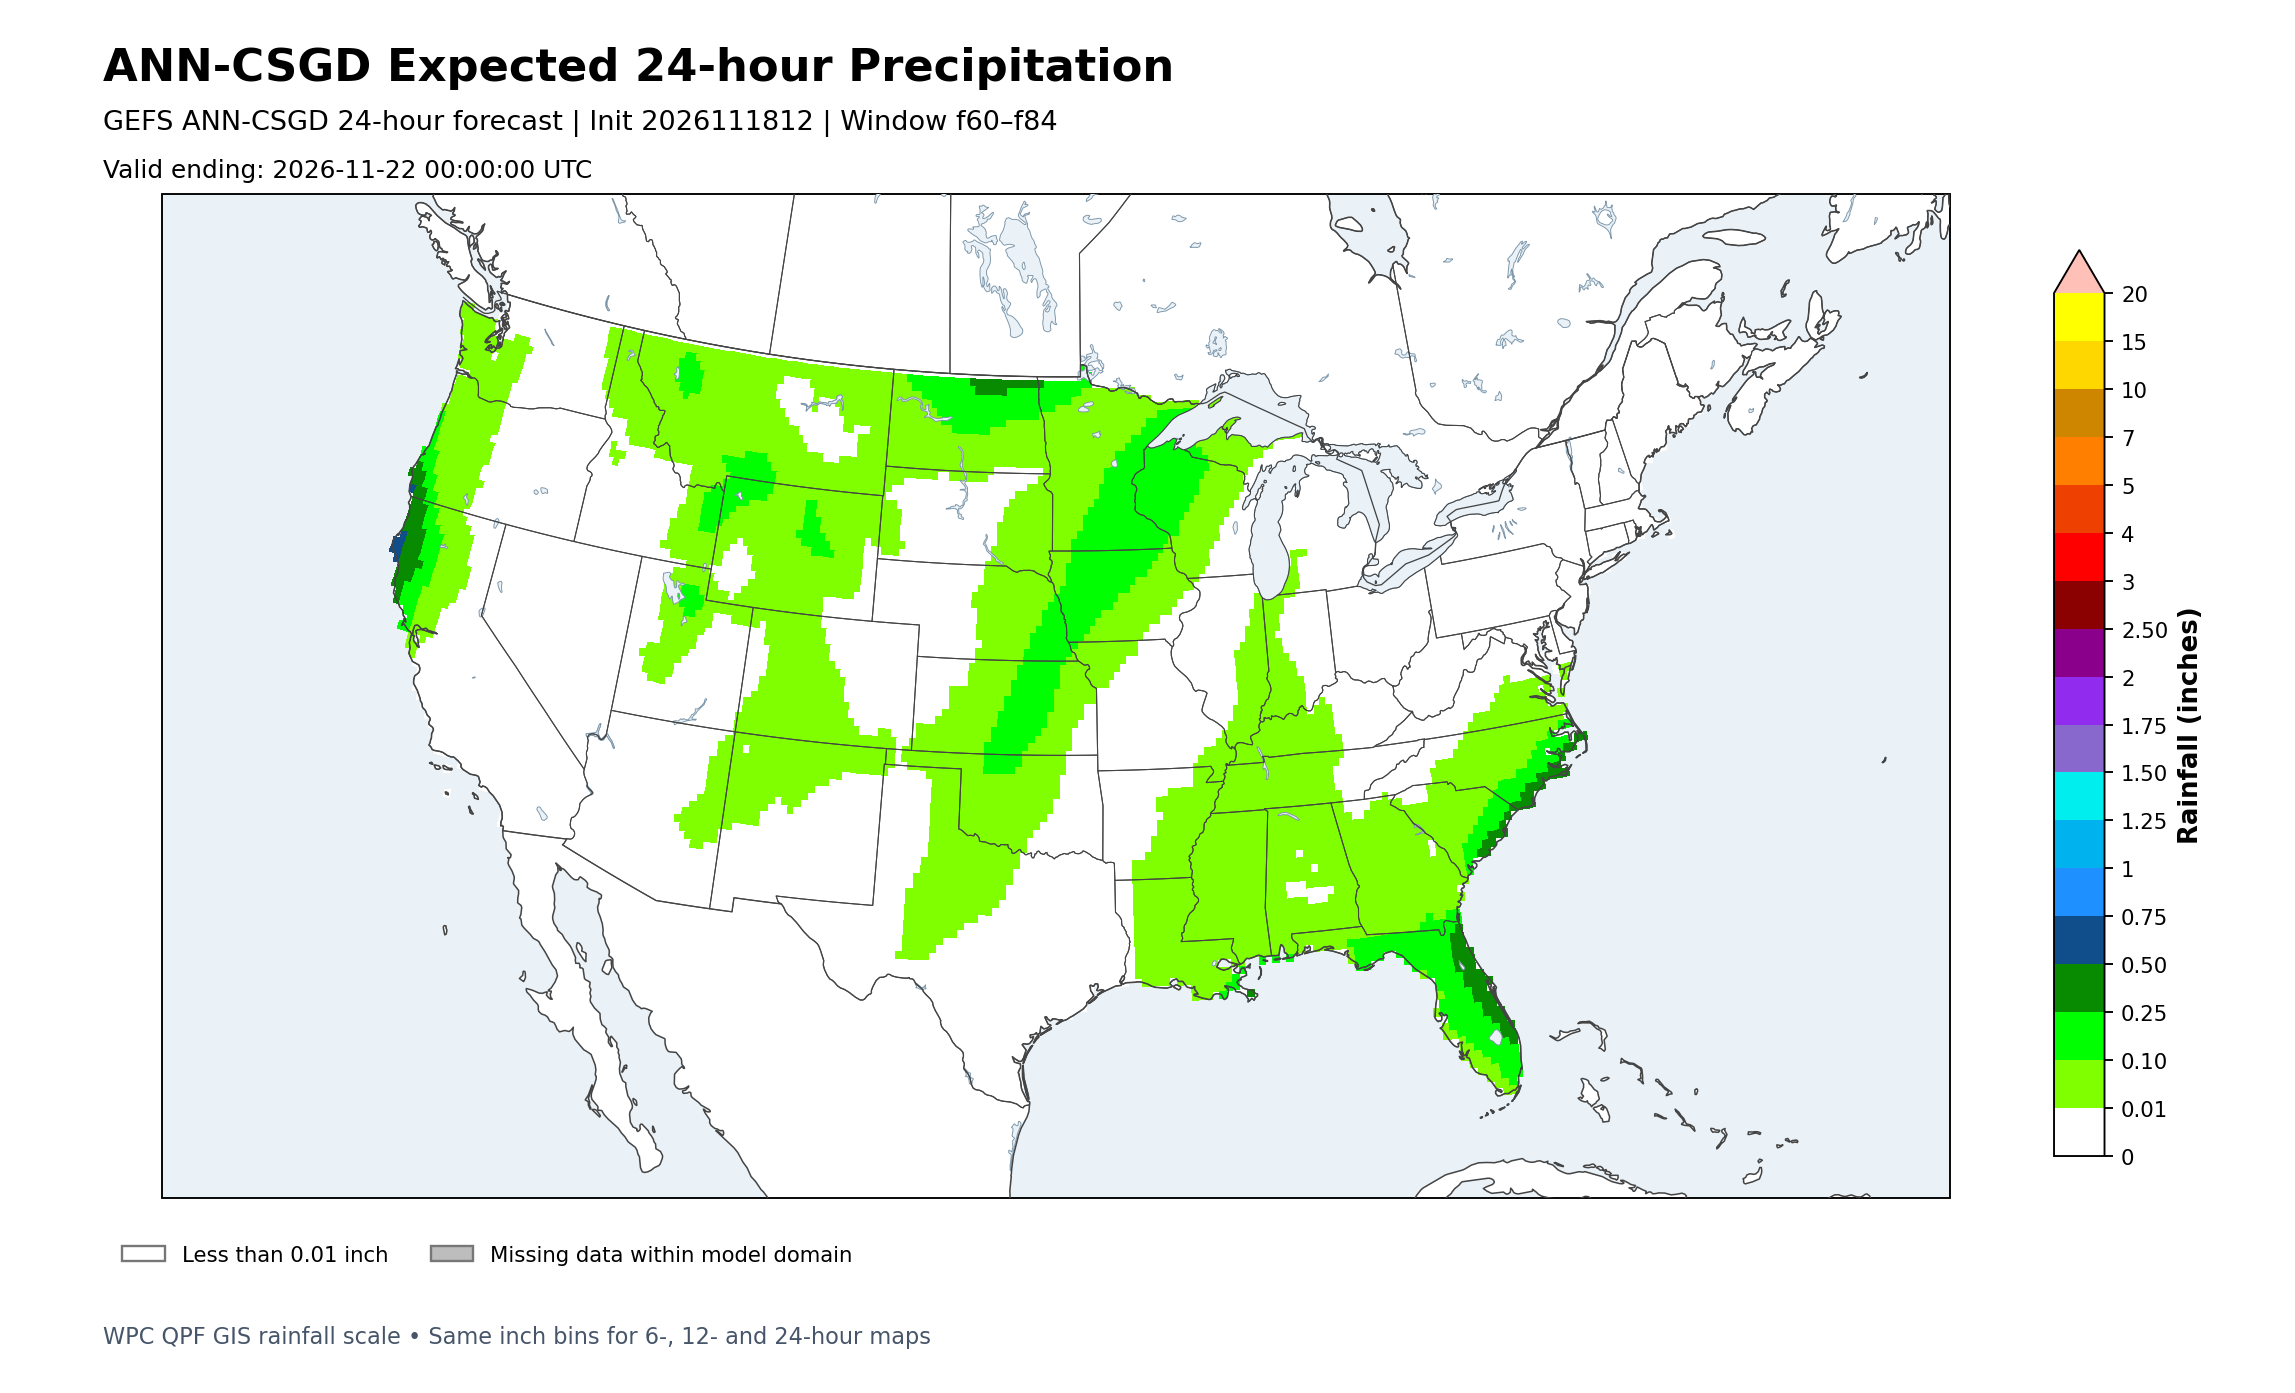 ANN-CSGD Expected 24-hour Precipitation
GEFS ANN-CSGD 24-hour forecast | Init 2026111812 | Window f60–f84
Valid ending: 2026-11-22 00:00:00 UTC
20
15
10
7
5
4
3
2.50
2
1.75
1.50
1.25
1
0.75
0.50
0.25
0.10
0.01
0
Rainfall (inches)
Less than 0.01 inch
Missing data within model domain
WPC QPF GIS rainfall scale • Same inch bins for 6-, 12- and 24-hour maps